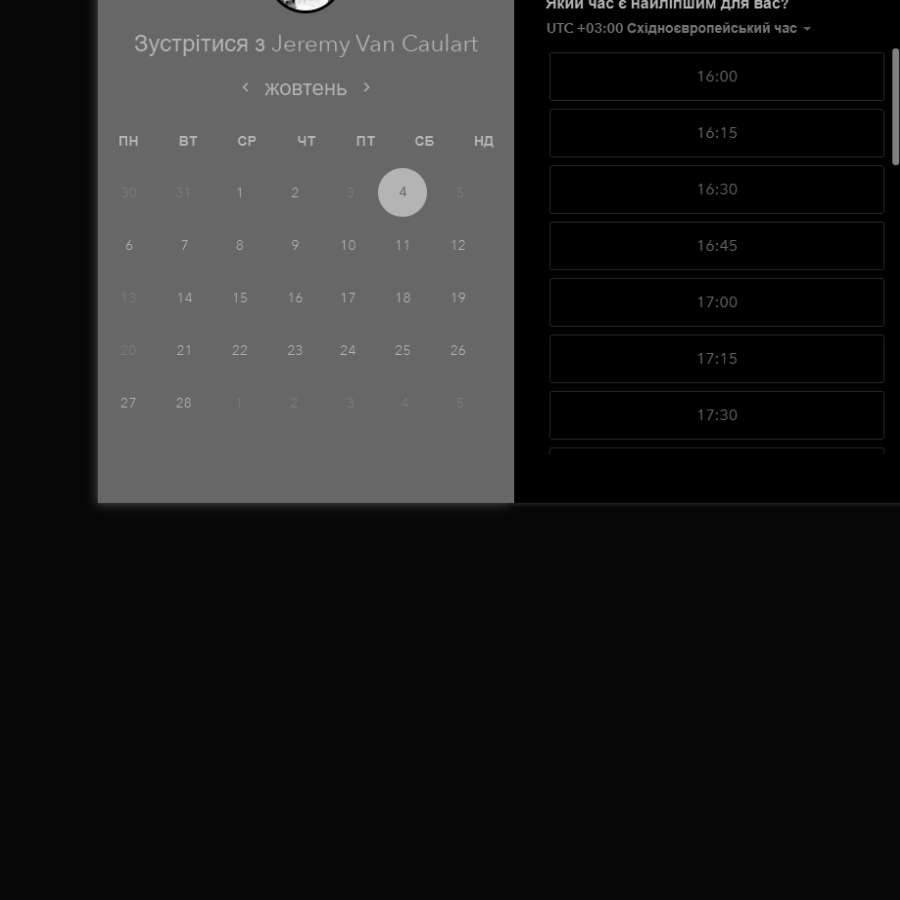 Зустрітися з Jeremy Van Caulart
жовтень
ПН ВТ СР ЧТ ПТ СБ НД
30 31 1 2 3 4 5
6 7 8 9 10 11 12
13 14 15 16 17 18 19
20 21 22 23 24 25 26
27 28 1 2 3 4 5
Який час є найліпшим для вас?
UTC +03:00 Східноєвропейський час
16:00
16:15
16:30
16:45
17:00
17:15
17:30